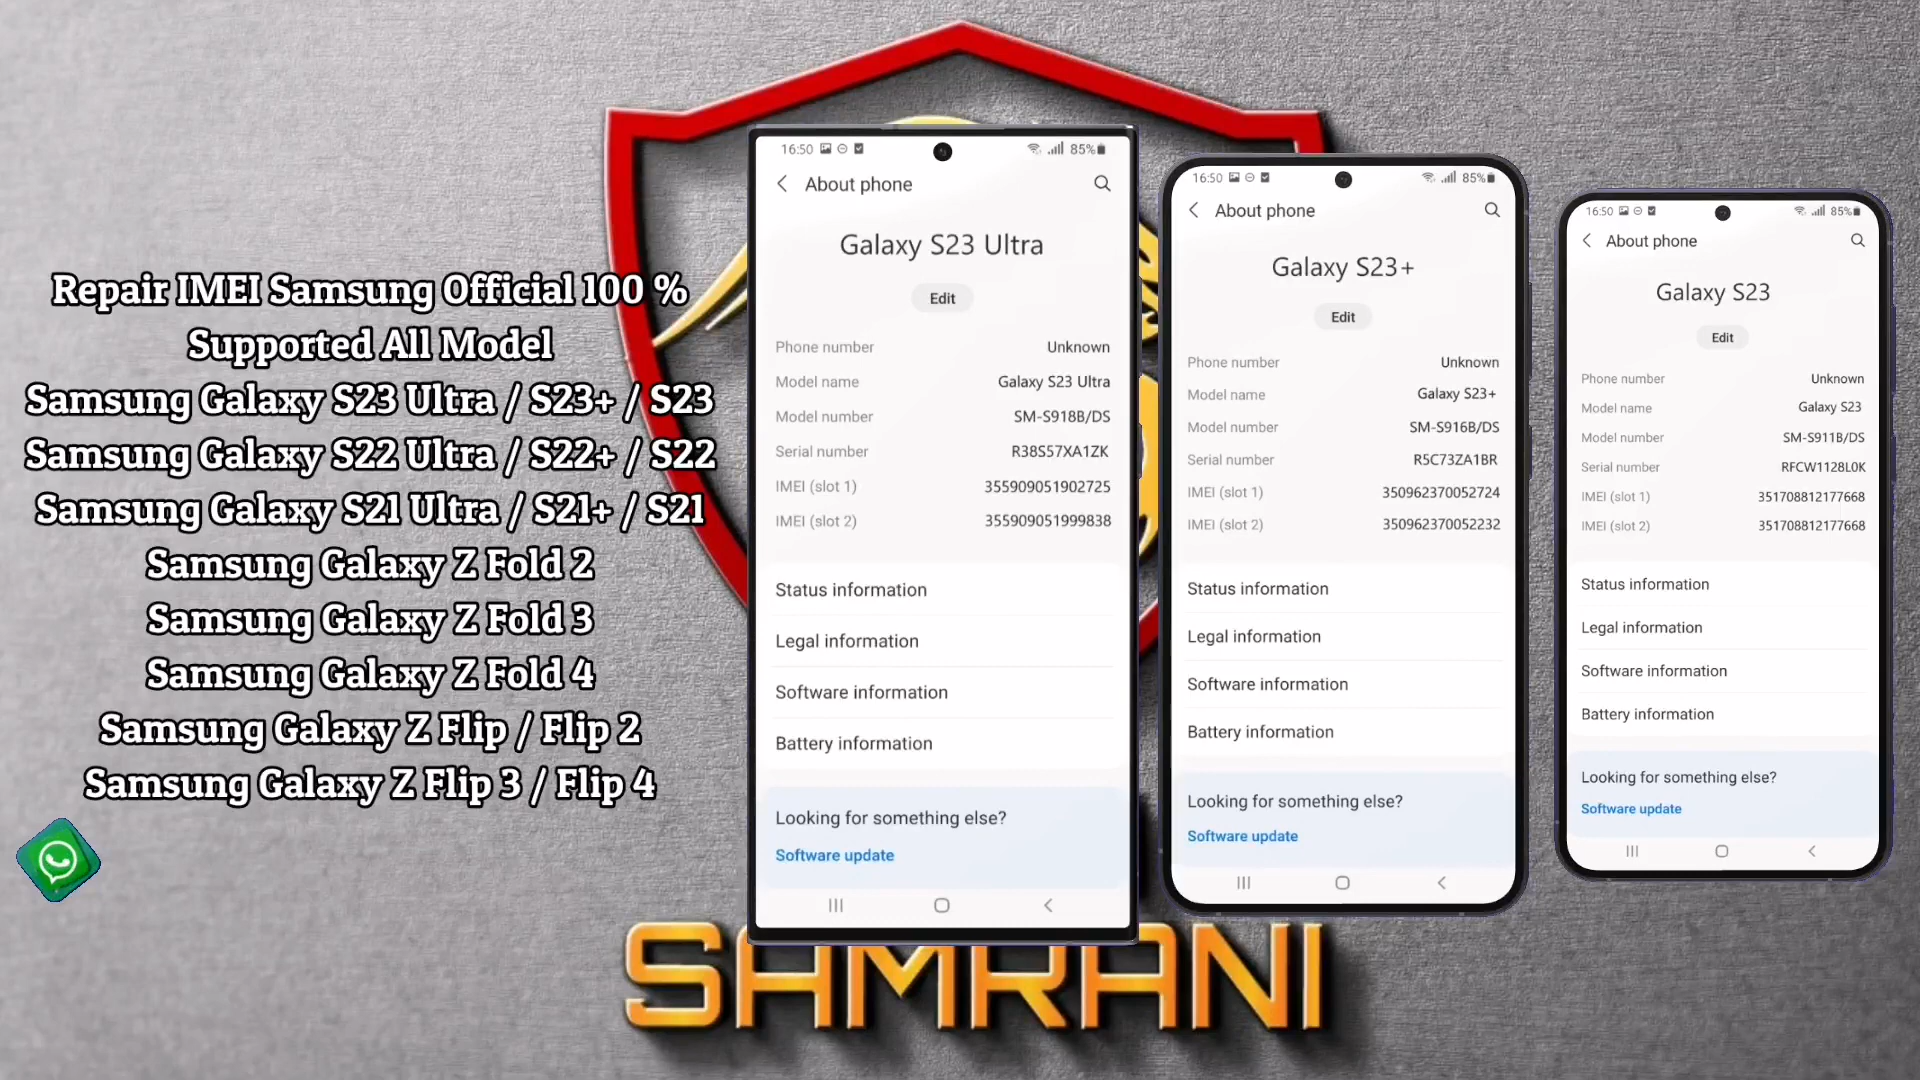 Repair IMEI Samsung Official 100 %
Supported All Model
Samsung Galaxy S23 Ultra / S23+ / S23
Samsung Galaxy S22 Ultra / S22+ / S22
Samsung Galaxy S21 Ultra / S21+ / S21
Samsung Galaxy Z Fold 2
Samsung Galaxy Z Fold 3
Samsung Galaxy Z Fold 4
Samsung Galaxy Z Flip / Flip 2
Samsung Galaxy Z Flip 3 / Flip 4
16:50 85%
About phone
Galaxy S23 Ultra
Edit
Phone number Unknown
Model name Galaxy S23 Ultra
Model number SM-S918B/DS
Serial number R38S57XA1ZK
IMEI (slot 1) 355909051902725
IMEI (slot 2) 355909051999838
Status information
Legal information
Software information
Battery information
Looking for something else?
Software update
16:50 85%
About phone
Galaxy S23+
Edit
Phone number Unknown
Model name Galaxy S23+
Model number SM-S916B/DS
Serial number R5C73ZA1BR
IMEI (slot 1) 350962370052724
IMEI (slot 2) 350962370052232
Status information
Legal information
Software information
Battery information
Looking for something else?
Software update
16:50 85%
About phone
Galaxy S23
Edit
Phone number Unknown
Model name Galaxy S23
Model number SM-S911B/DS
Serial number RFCW1128L0K
IMEI (slot 1) 351708812177668
IMEI (slot 2) 351708812177668
Status information
Legal information
Software information
Battery information
Looking for something else?
Software update
SAMRANI